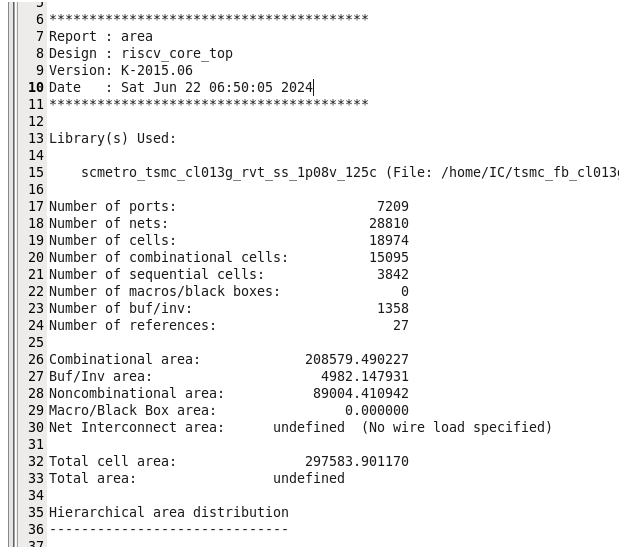 5
6 ****************************************
7 Report : area
8 Design : riscv_core_top
9 Version: K-2015.06
10 Date   : Sat Jun 22 06:50:05 2024
11 ****************************************
12
13 Library(s) Used:
14
15     scmetro_tsmc_cl013g_rvt_ss_1p08v_125c (File: /home/IC/tsmc_fb_cl013g
16
17 Number of ports:                         7209
18 Number of nets:                         28810
19 Number of cells:                        18974
20 Number of combinational cells:          15095
21 Number of sequential cells:              3842
22 Number of macros/black boxes:               0
23 Number of buf/inv:                       1358
24 Number of references:                      27
25
26 Combinational area:             208579.490227
27 Buf/Inv area:                     4982.147931
28 Noncombinational area:           89004.410942
29 Macro/Black Box area:                0.000000
30 Net Interconnect area:      undefined  (No wire load specified)
31
32 Total cell area:                297583.901170
33 Total area:                 undefined
34
35 Hierarchical area distribution
36 ------------------------------
37